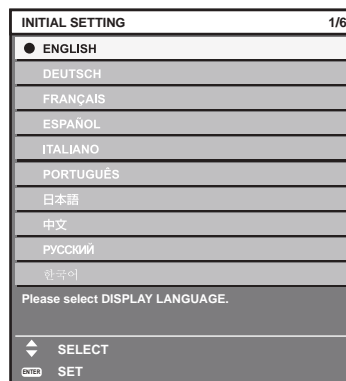 INITIAL SETTING 1/6
ENGLISH
DEUTSCH
FRANÇAIS
ESPAÑOL
ITALIANO
PORTUGUÊS
日本語
中文
РУССКИЙ
한국어
Please select DISPLAY LANGUAGE.
SELECT
ENTER SET